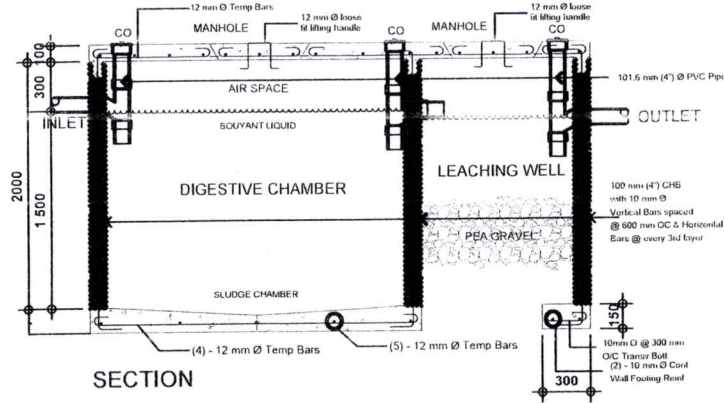 12 mm Ø Temp Bars
12 mm Ø loose
fit lifting handle
12 mm Ø loose
fit lifting handle
CO
MANHOLE
CO
MANHOLE
CO
100
300
AIR SPACE
101.6 mm (4") Ø PVC Pipe
INLET
BOUYANT LIQUID
OUTLET
2000
1 500
DIGESTIVE CHAMBER
LEACHING WELL
100 mm (4") CHB
with 10 mm Ø
Vertical Bars spaced
@ 600 mm OC & Horizontal
Bars @ every 3rd layer
PEA GRAVEL
SLUDGE CHAMBER
150
(4) - 12 mm Ø Temp Bars
(5) - 12 mm Ø Temp Bars
10mm Ø @ 300 mm
O/C Transv Bott
(2) - 10 mm Ø Cont
Wall Footing Reinf
300
SECTION